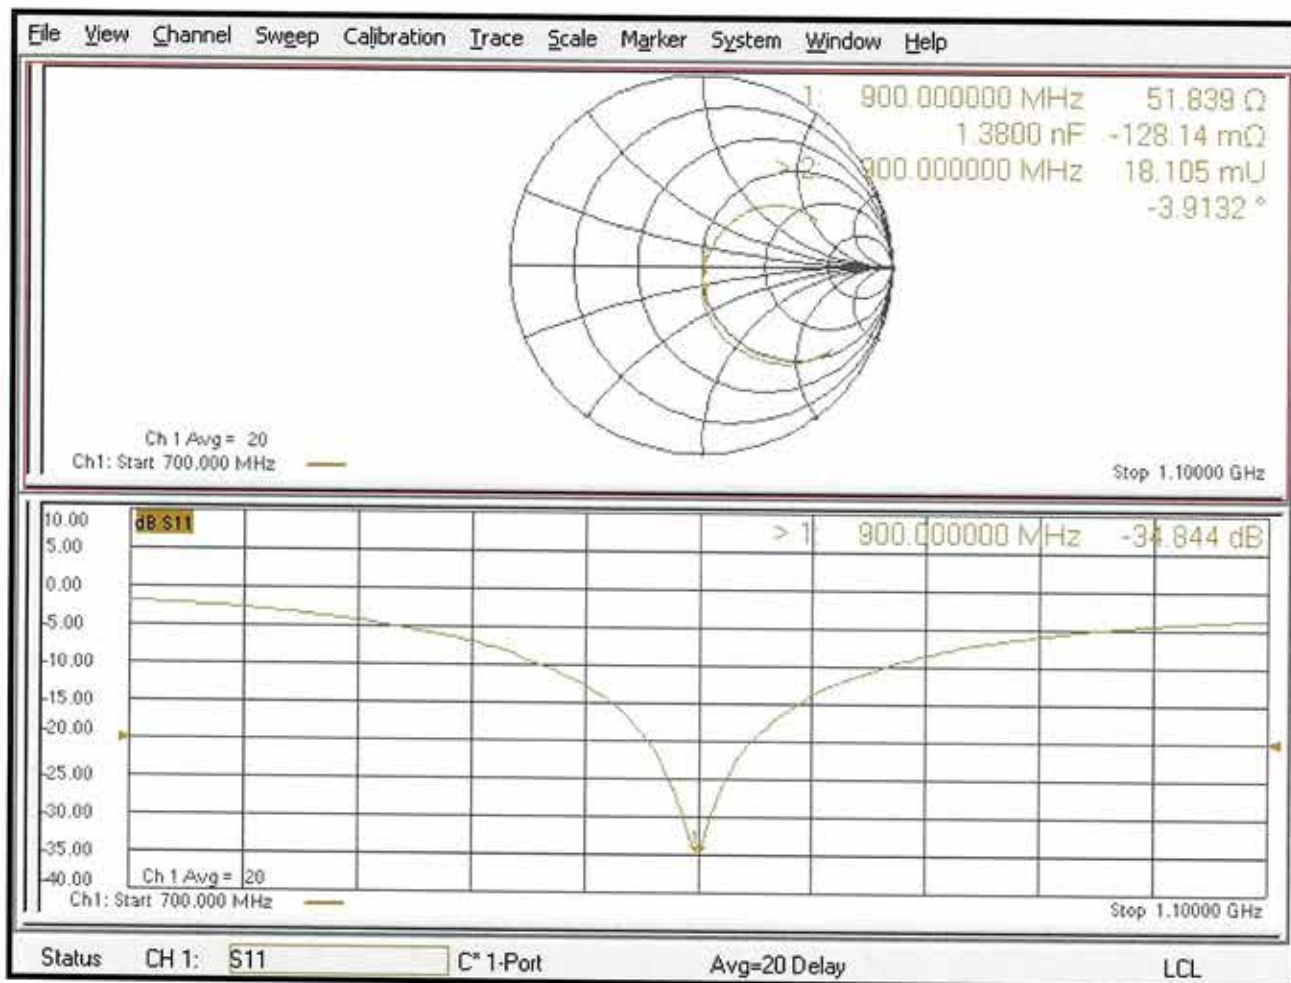 File View Channel Sweep Calibration Trace Scale Marker System Window Help
1: 900.000000 MHz 51.839 Ω
1.3800 nF -128.14 mΩ
> 2: 900.000000 MHz 18.105 mU
-3.9132 °
Ch 1 Avg = 20
Ch1: Start 700.000 MHz
Stop 1.10000 GHz
10.00
dB S11
> 1: 900.000000 MHz -34.844 dB
5.00
0.00
-5.00
-10.00
-15.00
-20.00
-25.00
-30.00
-35.00
-40.00
Ch 1 Avg = 20
Ch1: Start 700.000 MHz
Stop 1.10000 GHz
Status CH 1: S11 C* 1-Port Avg=20 Delay LCL